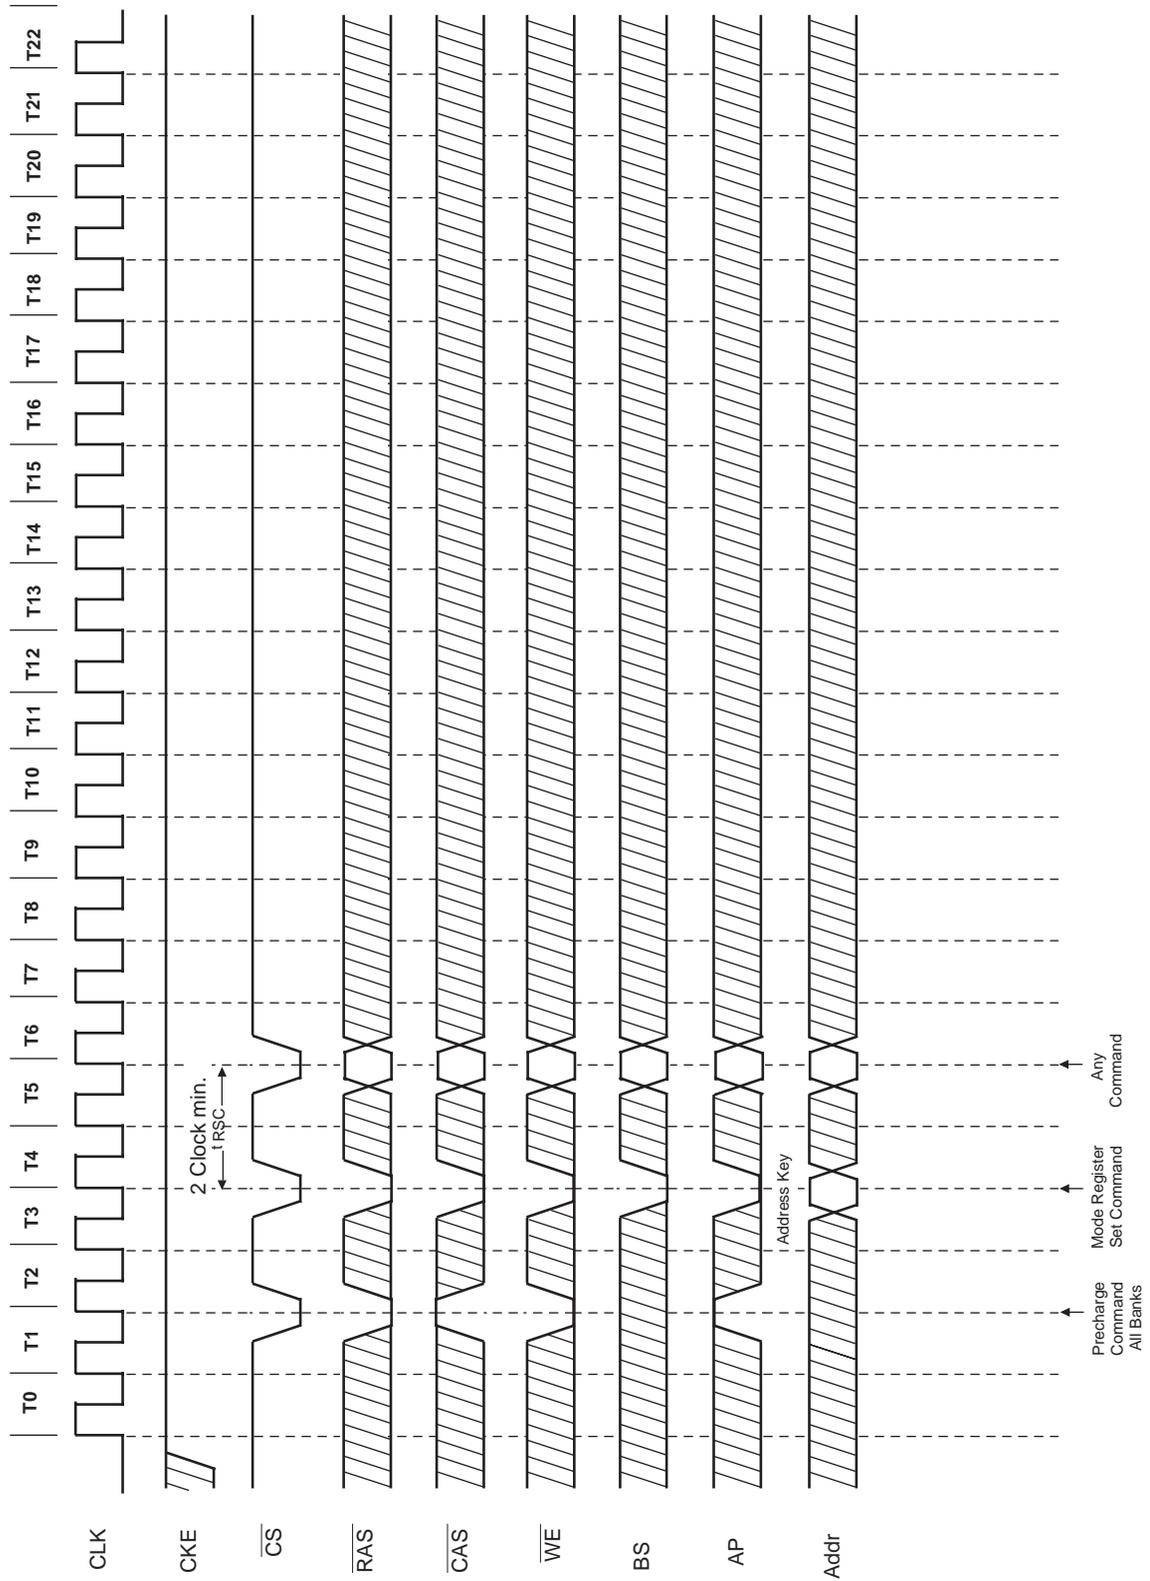 T0 T1 T2 T3 T4 T5 T6 T7 T8 T9 T10 T11 T12 T13 T14 T15 T16 T17 T18 T19 T20 T21 T22
CLK
CKE
2 Clock min.
t RSC
CS
RAS
CAS
WE
BS
AP
Address Key
Addr
Precharge
Command
All Banks
Mode Register
Set Command
Any
Command